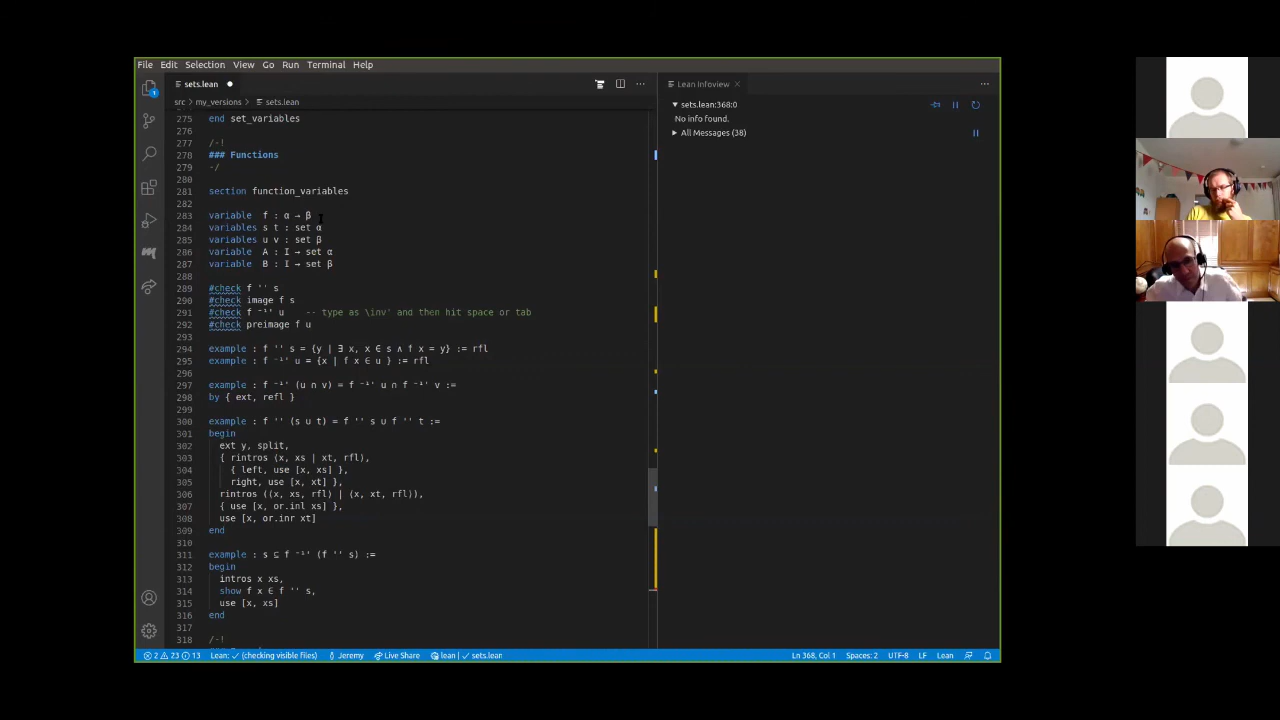 File Edit Selection View Go Run Terminal Help
sets.lean
Lean Infoview
src > my_versions > sets.lean
sets.lean:368:0
No info found.
All Messages (38)
275 end set_variables
276
277 /-!
278 ### Functions
279 -/
280
281 section function_variables
282
283 variable f : α → β
284 variables s t : set α
285 variables u v : set β
286 variable A : I → set α
287 variable B : I → set β
288
289 #check f '' s
290 #check image f s
291 #check f ⁻¹' u -- type as \inv' and then hit space or tab
292 #check preimage f u
293
294 example : f '' s = {y | ∃ x, x ∈ s ∧ f x = y} := rfl
295 example : f ⁻¹' u = {x | f x ∈ u } := rfl
296
297 example : f ⁻¹' (u ∩ v) = f ⁻¹' u ∩ f ⁻¹' v :=
298 by { ext, refl }
299
300 example : f '' (s ∪ t) = f '' s ∪ f '' t :=
301 begin
302 ext y, split,
303 { rintros ⟨x, xs | xt, rfl⟩,
304 { left, use [x, xs] },
305 right, use [x, xt] },
306 rintros (⟨x, xs, rfl⟩ | ⟨x, xt, rfl⟩),
307 { use [x, or.inl xs] },
308 use [x, or.inr xt]
309 end
310
311 example : s ⊆ f ⁻¹' (f '' s) :=
312 begin
313 intros x xs,
314 show f x ∈ f '' s,
315 use [x, xs]
316 end
317
318 /-!
2 23 13 Lean: ✓ (checking visible files) Jeremy Live Share lean | ✓ sets.lean Ln 368, Col 1 Spaces: 2 UTF-8 LF Lean